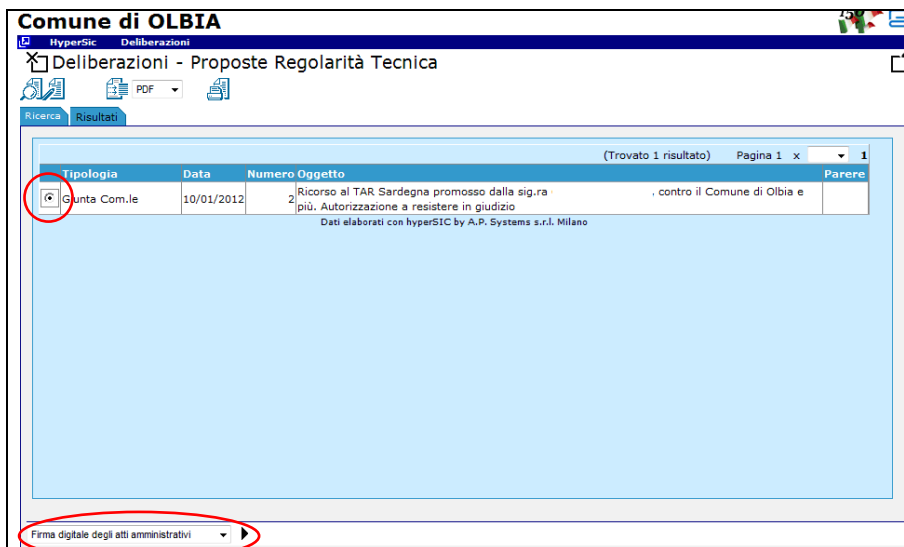 Comune di OLBIA
150
HyperSic Deliberazioni
Deliberazioni - Proposte Regolarità Tecnica
PDF
Ricerca Risultati
(Trovato 1 risultato) Pagina 1 x 1
Tipologia Data Numero Oggetto Parere
Giunta Com.le 10/01/2012 2 Ricorso al TAR Sardegna promosso dalla sig.ra , contro il Comune di Olbia e
più. Autorizzazione a resistere in giudizio
Dati elaborati con hyperSIC by A.P. Systems s.r.l. Milano
Firma digitale degli atti amministrativi